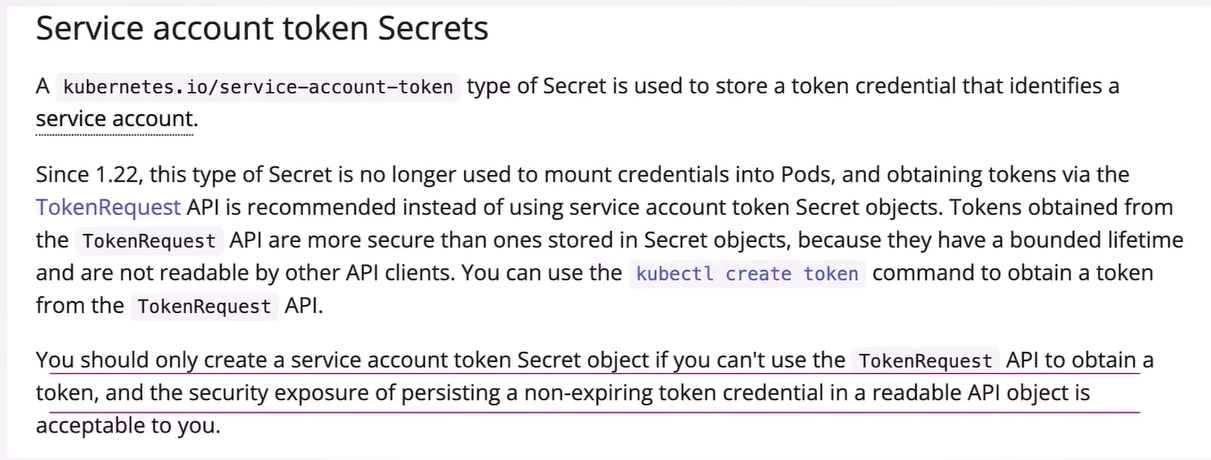 Service account token Secrets
A kubernetes.io/service-account-token type of Secret is used to store a token credential that identifies a
service account.
Since 1.22, this type of Secret is no longer used to mount credentials into Pods, and obtaining tokens via the
TokenRequest API is recommended instead of using service account token Secret objects. Tokens obtained from
the TokenRequest API are more secure than ones stored in Secret objects, because they have a bounded lifetime
and are not readable by other API clients. You can use the kubectl create token command to obtain a token
from the TokenRequest API.
You should only create a service account token Secret object if you can't use the TokenRequest API to obtain a
token, and the security exposure of persisting a non-expiring token credential in a readable API object is
acceptable to you.